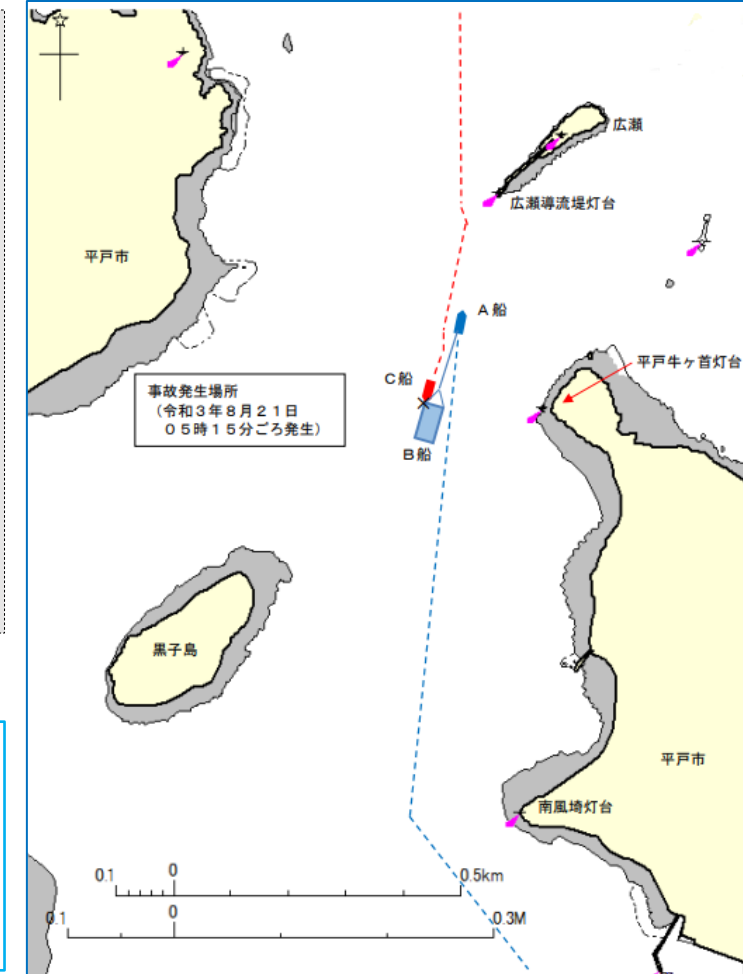 広瀬
広瀬導流堤灯台
平戸市
A船
平戸牛ヶ首灯台
C船
事故発生場所
(令和3年8月21日
05時15分ごろ発生)
B船
黒子島
平戸市
南風埼灯台
0.1 0 0.5km
0.1 0 0.3M